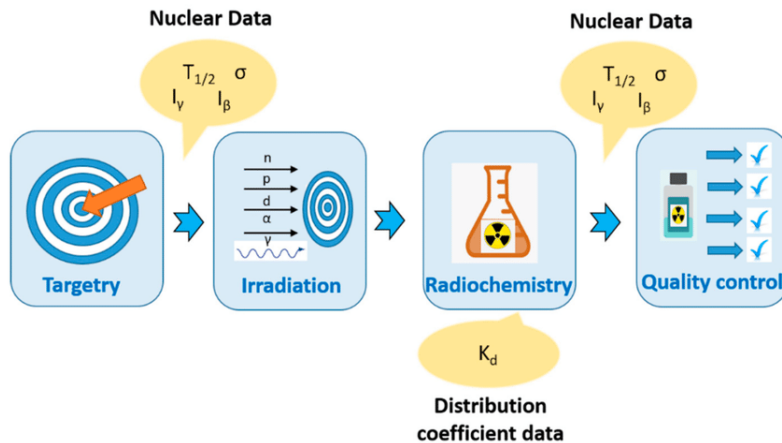 Nuclear Data
Nuclear Data
T1/2 σ
Iγ Iβ
T1/2 σ
Iγ Iβ
n
p
d
α
γ
Targetry
Irradiation
Radiochemistry
Quality control
Kd
Distribution
coefficient data